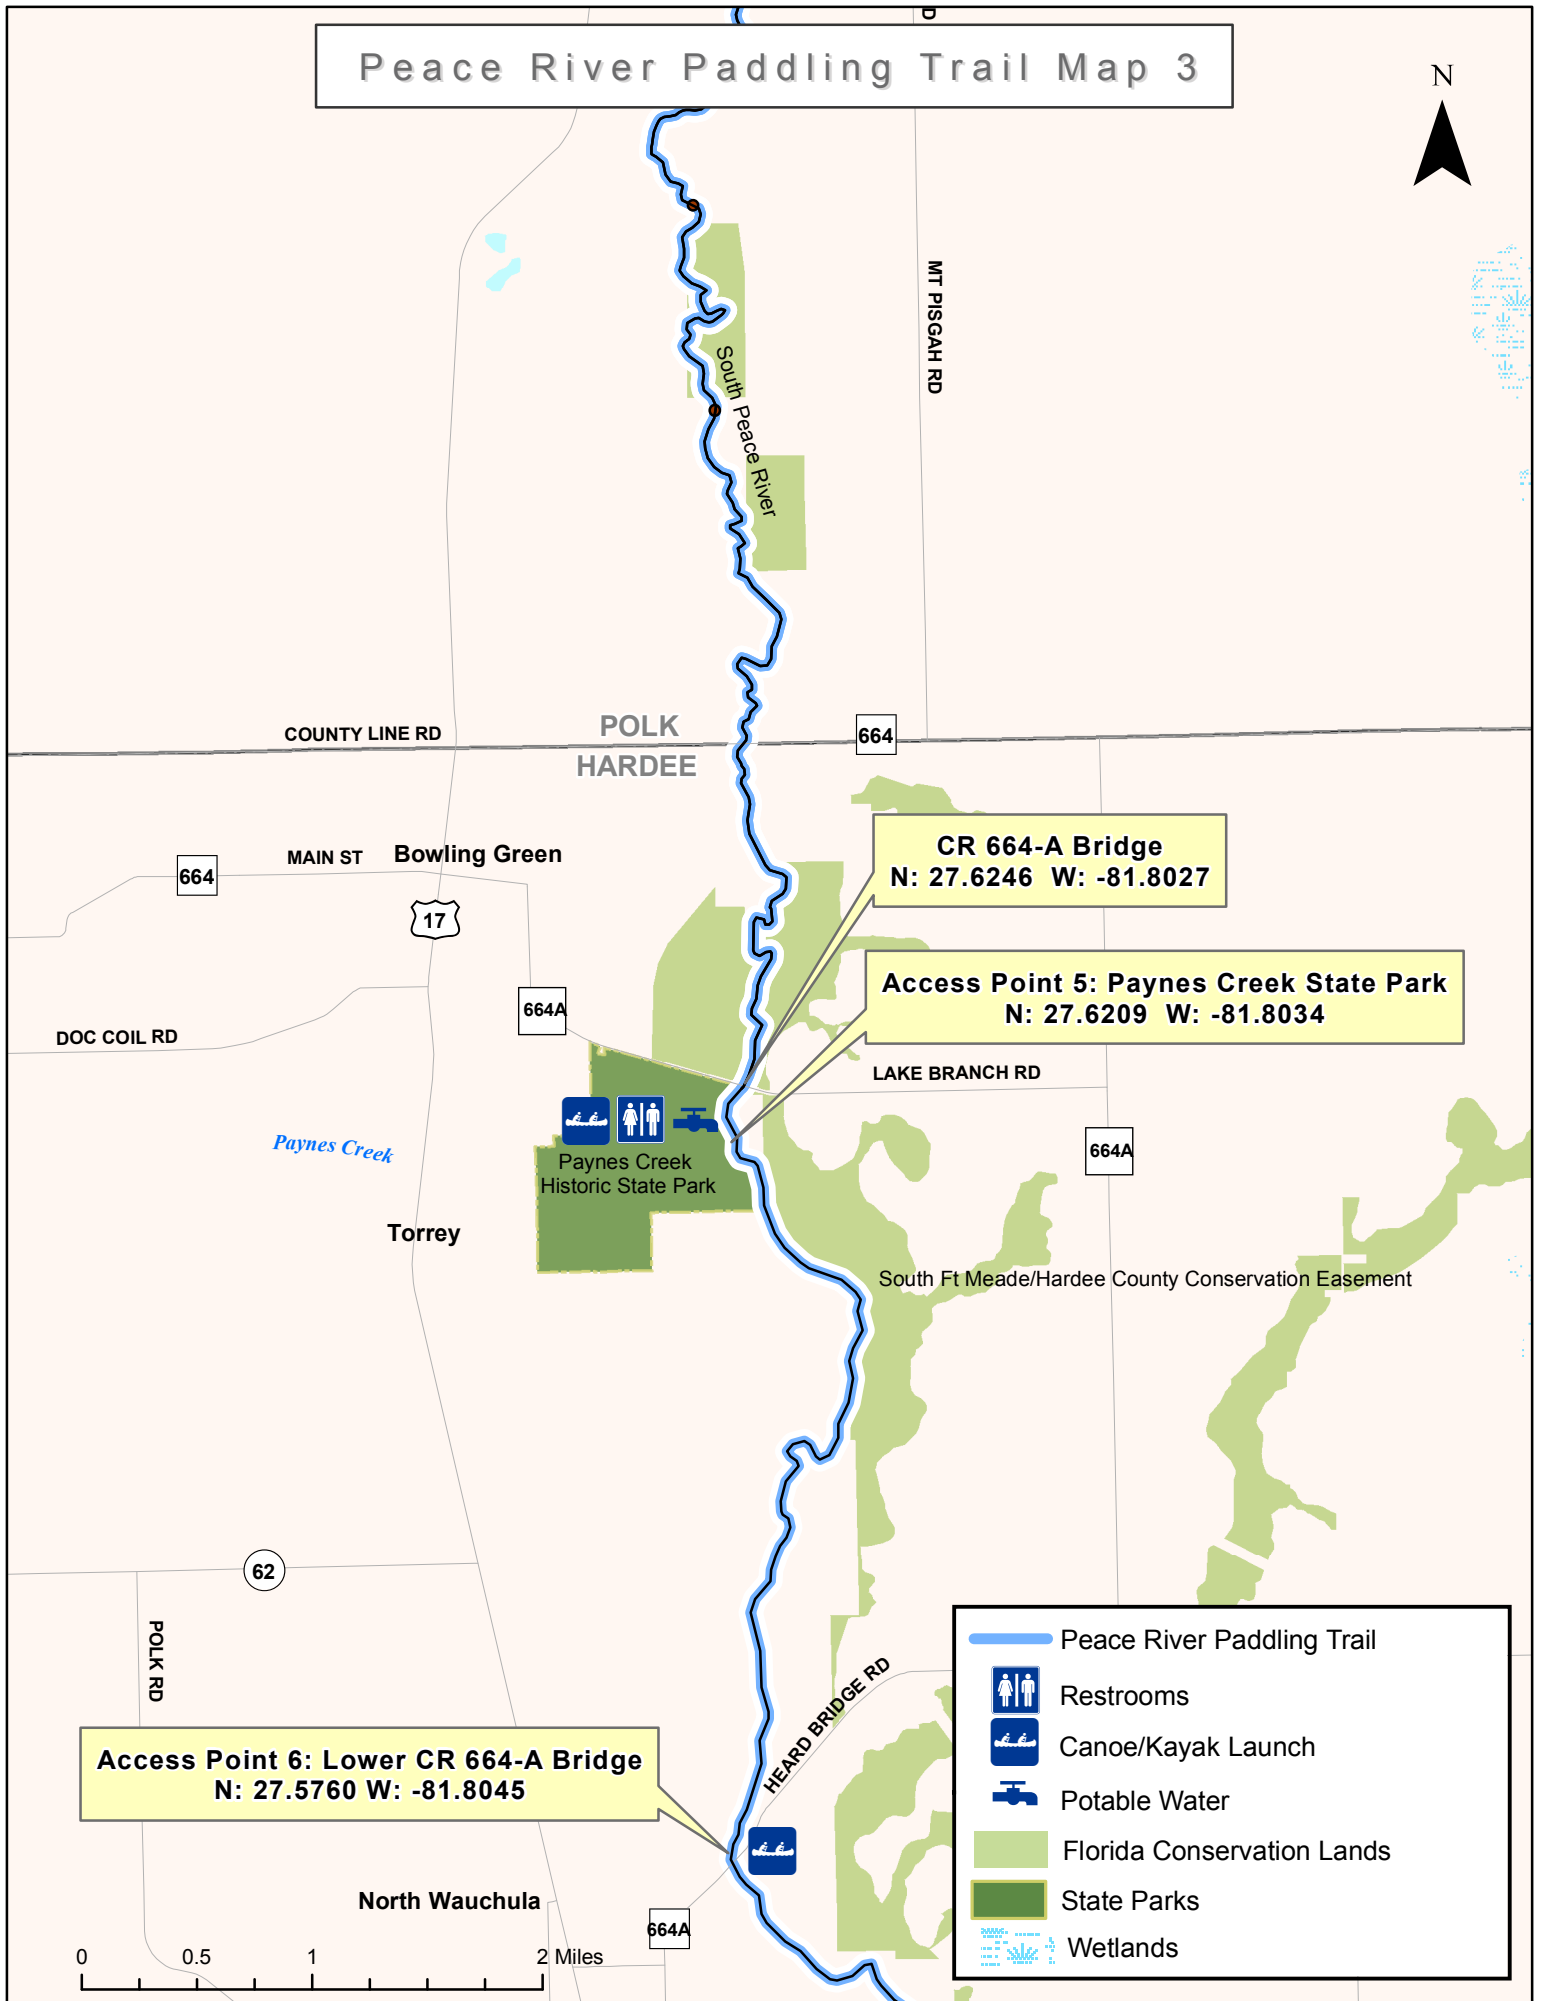 D
Peace River Paddling Trail Map 3
N
MT PISGAH RD
South Peace River
COUNTY LINE RD
POLK
664
HARDEE
CR 664-A Bridge
N: 27.6246 W: -81.8027
MAIN ST
Bowling Green
664
17
Access Point 5: Paynes Creek State Park
N: 27.6209 W: -81.8034
664A
DOC COIL RD
LAKE BRANCH RD
Paynes Creek
664A
Paynes Creek
Historic State Park
Torrey
South Ft Meade/Hardee County Conservation Easement
62
POLK RD
HEARD BRIDGE RD
Access Point 6: Lower CR 664-A Bridge
N: 27.5760 W: -81.8045
North Wauchula
664A
0 0.5 1 2 Miles
Peace River Paddling Trail
Restrooms
Canoe/Kayak Launch
Potable Water
Florida Conservation Lands
State Parks
Wetlands